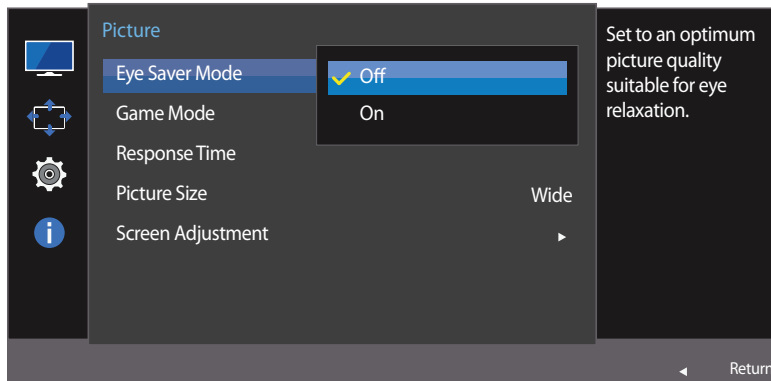 Picture
Eye Saver Mode
Off
Game Mode
On
Response Time
Picture Size
Wide
Screen Adjustment
Set to an optimum
picture quality
suitable for eye
relaxation.
Return